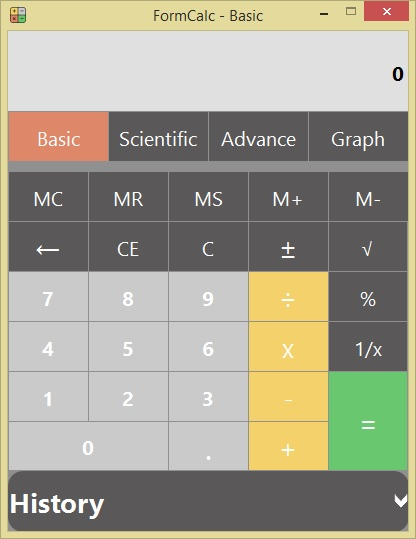 FormCalc - Basic
0
Basic Scientific Advance Graph
MC MR MS M+ M-
← CE C ± √
7 8 9 ÷ %
4 5 6 X 1/x
1 2 3 -
=
0 . +
History